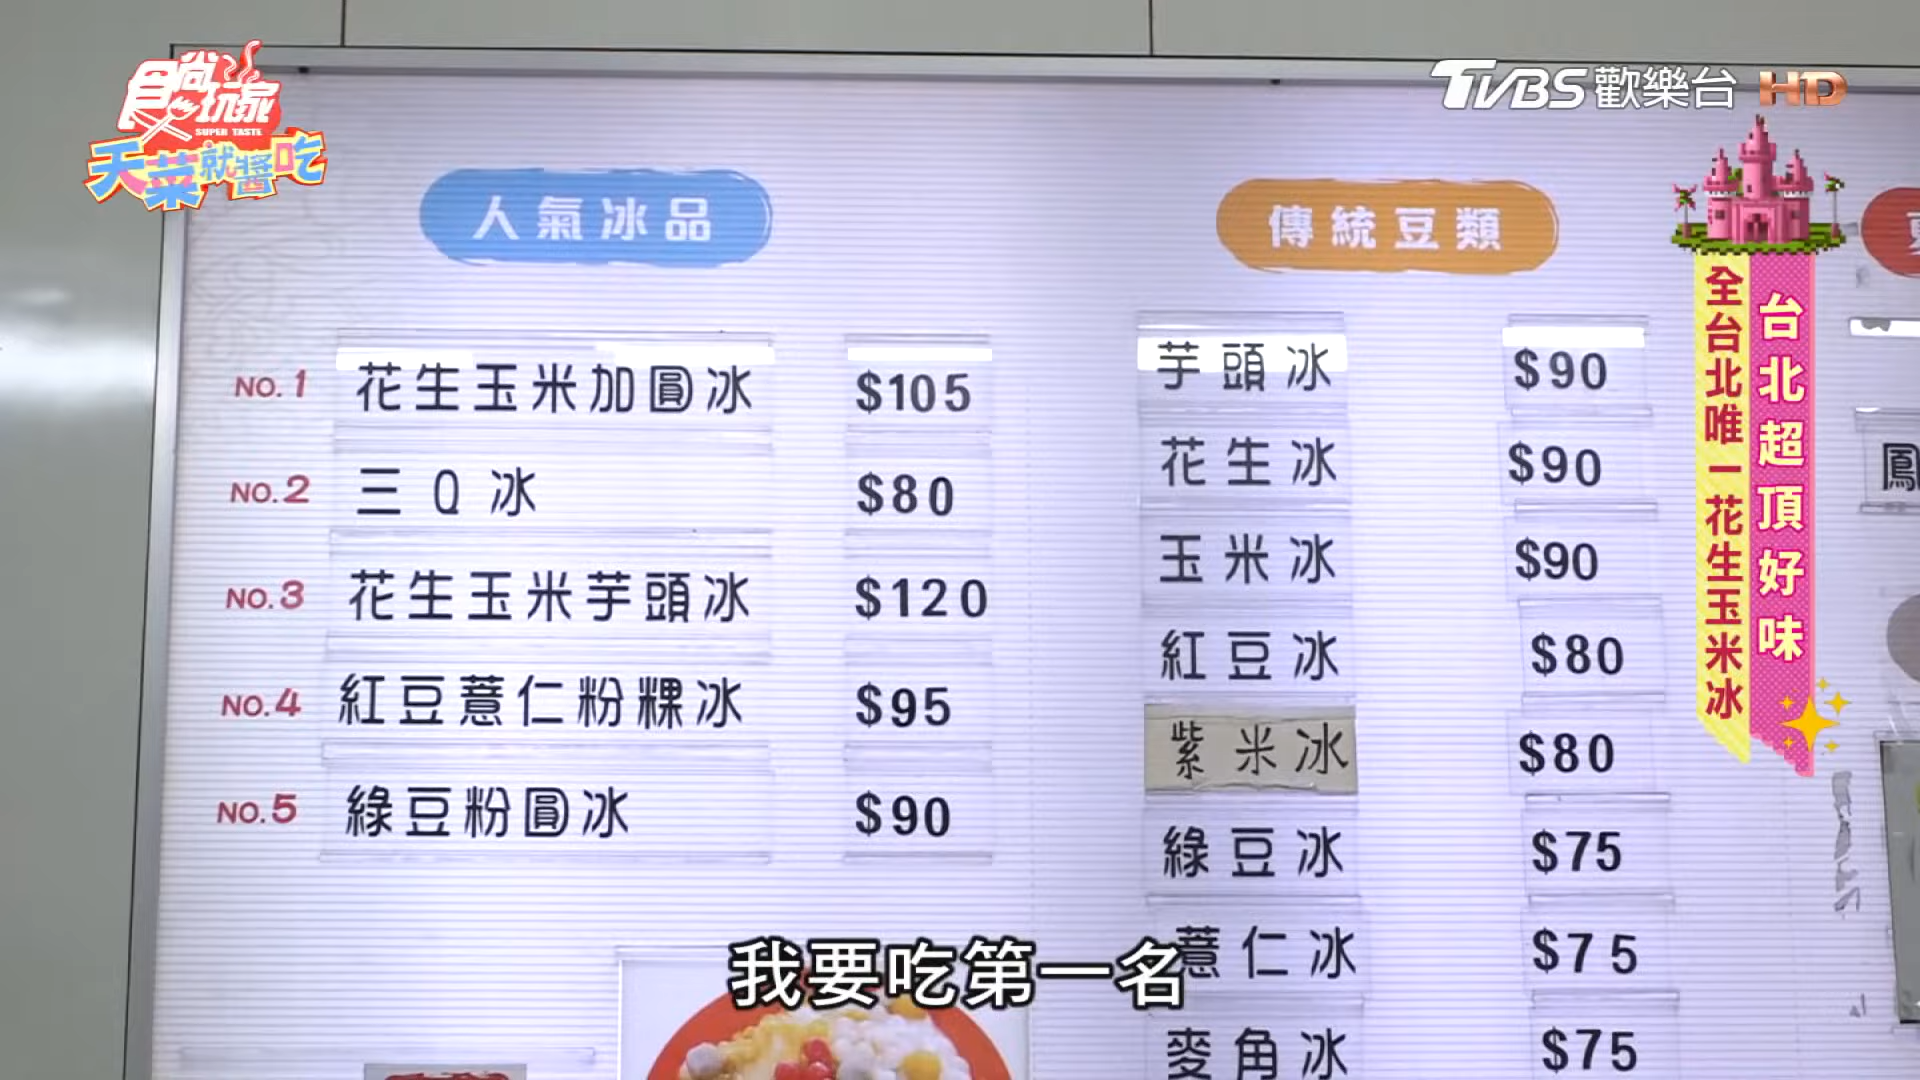 食尚玩家
SUPER TASTE
天菜就醬吃
TVBS歡樂台 HD
人氣冰品
NO.1 花生玉米加圓冰 $105
NO.2 三Q冰 $80
NO.3 花生玉米芋頭冰 $120
NO.4 紅豆薏仁粉粿冰 $95
NO.5 綠豆粉圓冰 $90
傳統豆類
芋頭冰 $90
花生冰 $90
玉米冰 $90
紅豆冰 $80
紫米冰 $80
綠豆冰 $75
薏仁冰 $75
麥角冰 $75
鳳
台北超頂好味
全台北唯一花生玉米冰
我要吃第一名